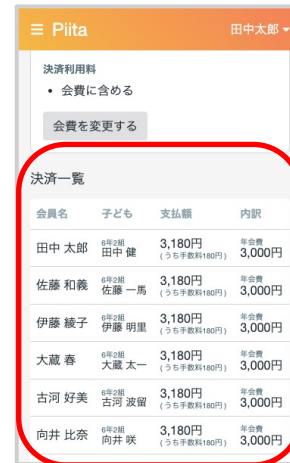 ≡ Piita 田中太郎
決済利用料
• 会費に含める
会費を変更する
決済一覧
会員名 子ども 支払額 内訳
田中 太郎 6年2組 田中 健 3,180円 (うち手数料180円) 年会費 3,000円
佐藤 和義 6年2組 佐藤 一馬 3,180円 (うち手数料180円) 年会費 3,000円
伊藤 綾子 6年2組 伊藤 明里 3,180円 (うち手数料180円) 年会費 3,000円
大蔵 春 6年2組 大蔵 太一 3,180円 (うち手数料180円) 年会費 3,000円
古河 好美 6年2組 古河 波留 3,180円 (うち手数料180円) 年会費 3,000円
向井 比奈 6年2組 向井 咲 3,180円 (うち手数料180円) 年会費 3,000円